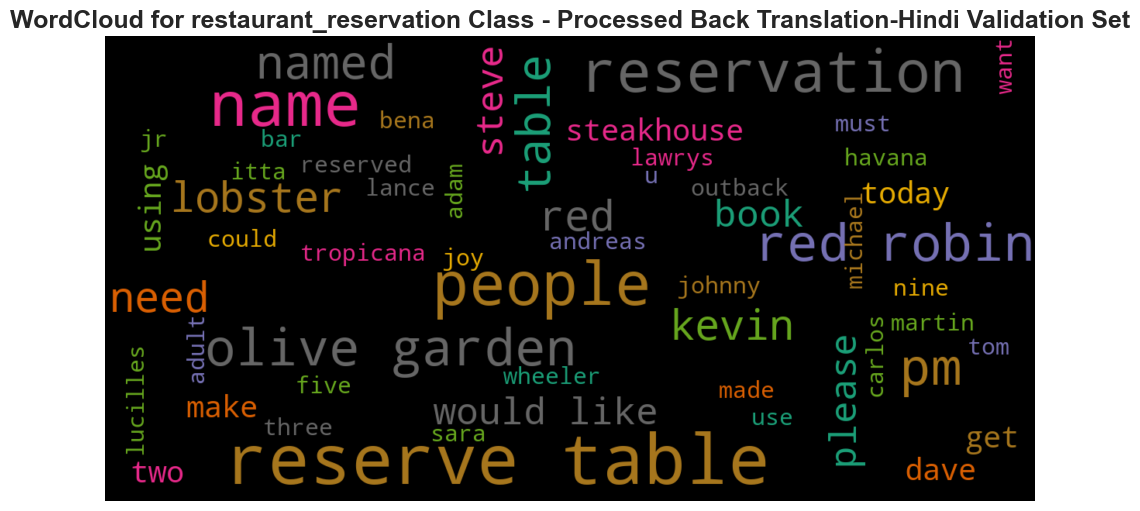 WordCloud for restaurant_reservation Class - Processed Back Translation-Hindi Validation Set
named
reservation
want
name
steve
table
bena
steakhouse
must
jr
bar
reserved
lawrys
havana
itta
lance
adam
u
outback
using
lobster
red
book
today
could
tropicana
joy
andreas
red robin
michael
need
people
johnny
nine
kevin
martin
adult
olive garden
carlos
tom
lucilles
five
wheeler
made
please
pm
make
would like
use
three
sara
get
two
reserve table
dave